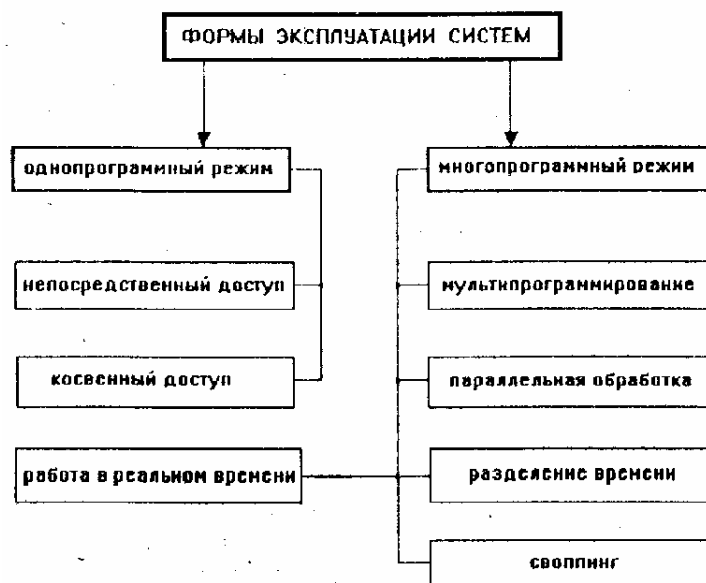 ФОРМЫ ЭКСПЛУАТАЦИИ СИСТЕМ
однопрограммный режим
многопрограммный режим
непосредственный доступ
мультипрограммирование
косвенный доступ
параллельная обработка
работа в реальном времени
разделение времени
своппинг